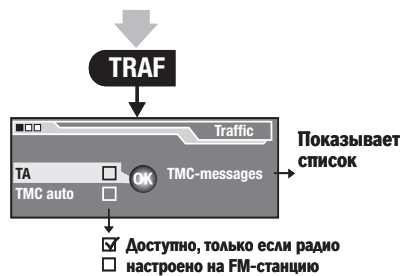 TRAF
Traffic
Показывает
список
TA
OK
TMC-messages
TMC auto
Доступно, только если радио
настроено на FM-станцию